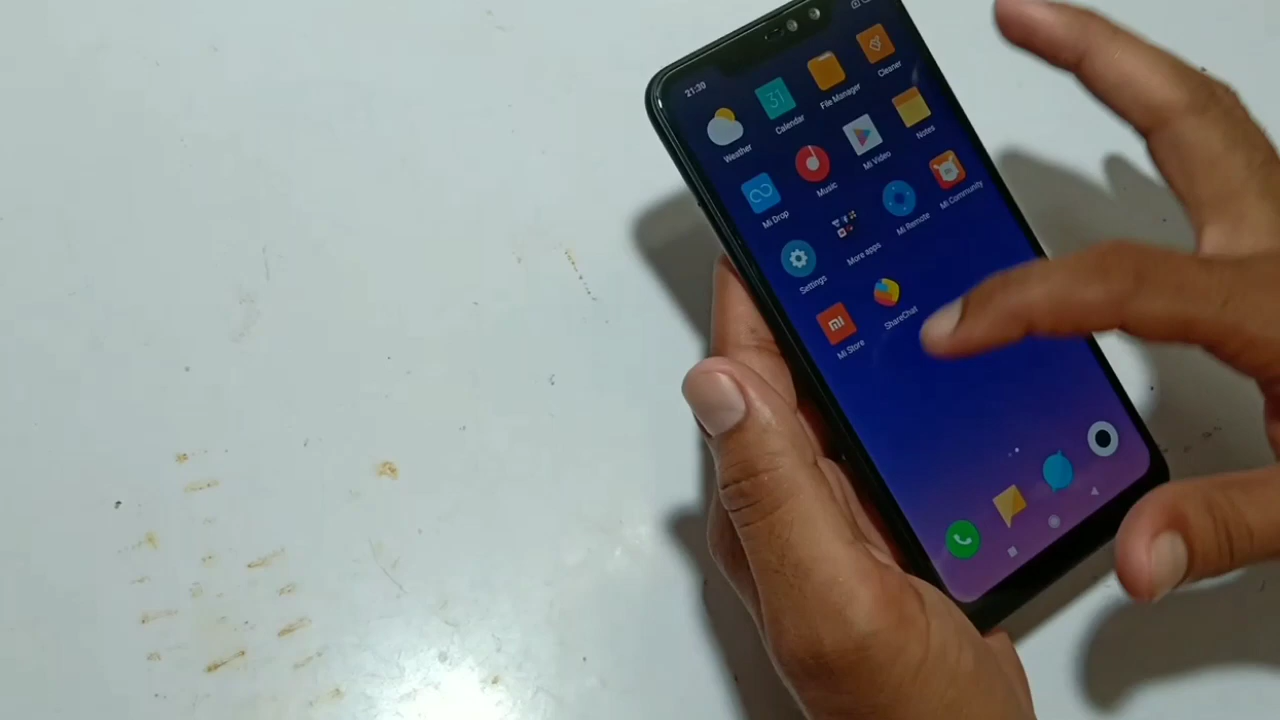 21:30
Weather
Calendar
31
File Manager
Cleaner
Mi Drop
Music
Mi Video
Notes
Settings
More apps
Mi Remote
Mi Community
Mi Store
mi
ShareChat